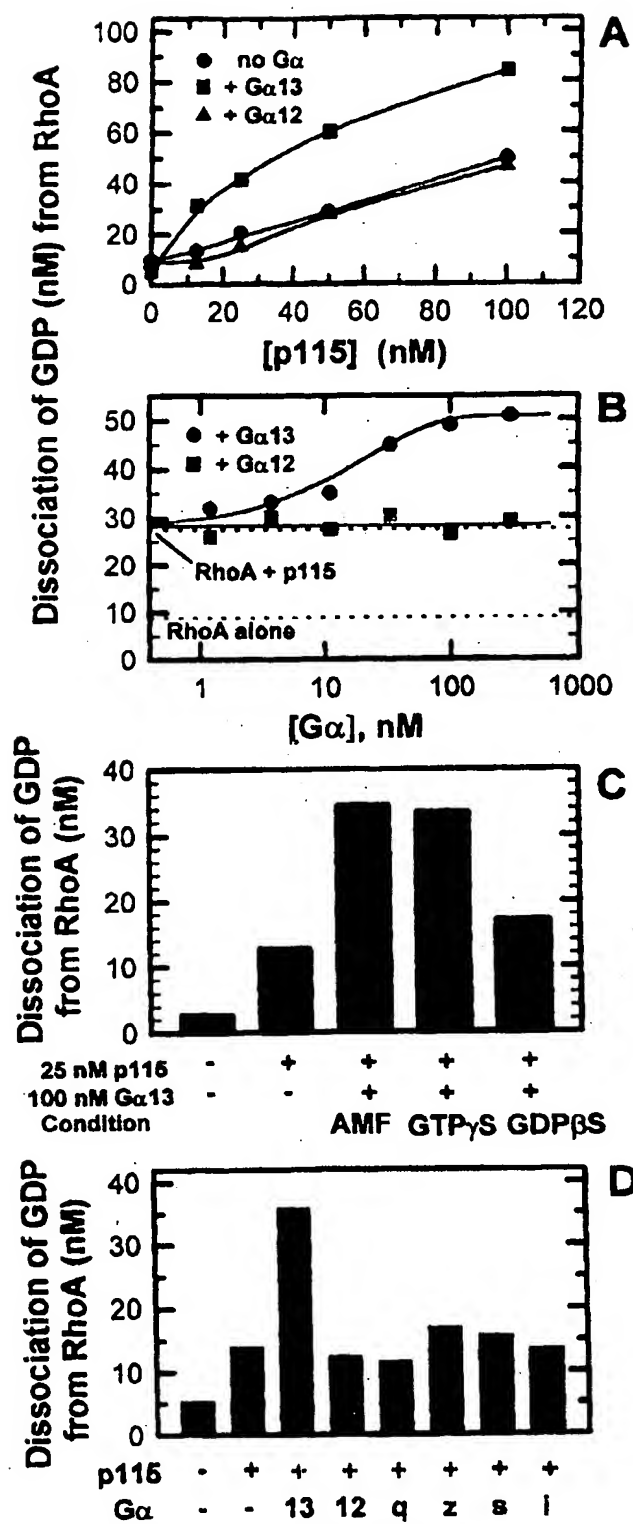 Dissociation of GDP (nM) from RhoA
A
100
80
60
40
20
0
no Gα
+ Gα13
+ Gα12
0 20 40 60 80 100 120
[p115] (nM)
B
50
40
30
20
10
0
+ Gα13
+ Gα12
RhoA + p115
RhoA alone
1 10 100 1000
[Gα], nM
Dissociation of GDP
from RhoA (nM)
C
40
30
20
10
0
25 nM p115 - + + + +
100 nM Gα13 - - + + +
Condition AMF GTPγS GDPβS
Dissociation of GDP
from RhoA (nM)
D
40
30
20
10
0
p115 - + + + + + + +
Gα - - 13 12 q z s i